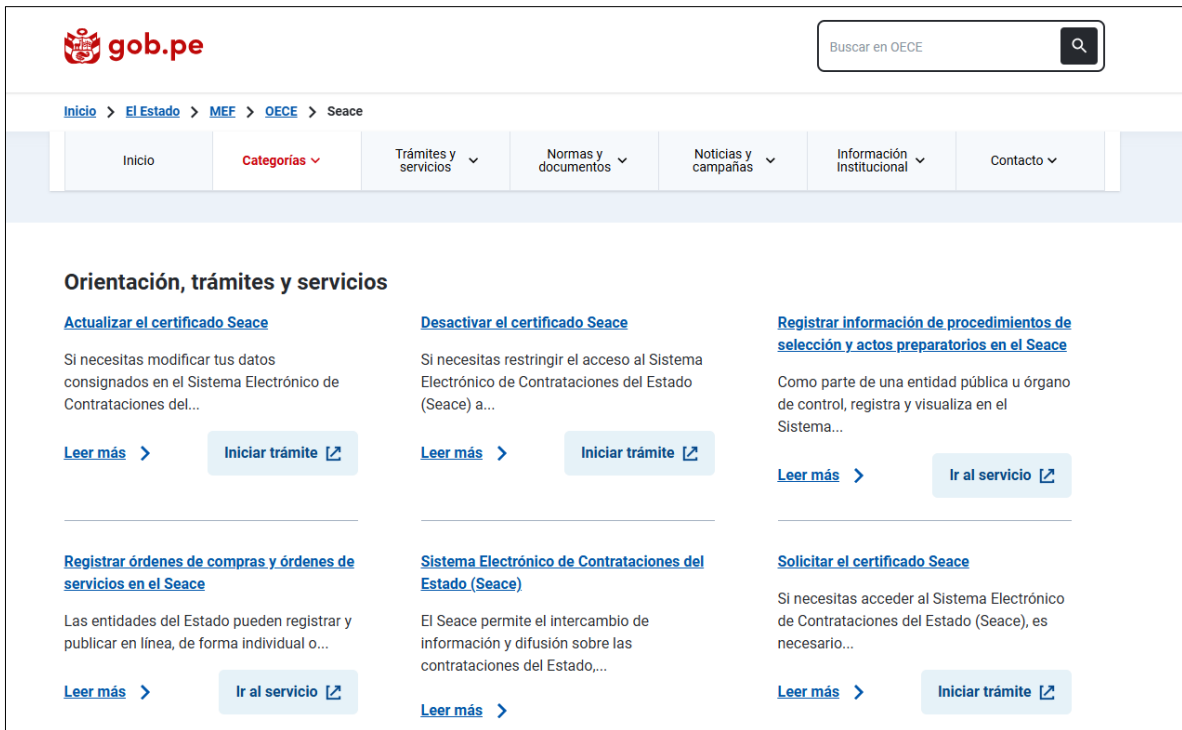 gob.pe
Buscar en OECE
Inicio > El Estado > MEF > OECE > Seace
Inicio
Categorías
Trámites y
servicios
Normas y
documentos
Noticias y
campañas
Información
Institucional
Contacto
Orientación, trámites y servicios
Actualizar el certificado Seace
Si necesitas modificar tus datos
consignados en el Sistema Electrónico de
Contrataciones del...
Leer más
Iniciar trámite
Desactivar el certificado Seace
Si necesitas restringir el acceso al Sistema
Electrónico de Contrataciones del Estado
(Seace) a...
Leer más
Iniciar trámite
Registrar información de procedimientos de
selección y actos preparatorios en el Seace
Como parte de una entidad pública u órgano
de control, registra y visualiza en el
Sistema...
Leer más
Ir al servicio
Registrar órdenes de compras y órdenes de
servicios en el Seace
Las entidades del Estado pueden registrar y
publicar en línea, de forma individual o...
Leer más
Ir al servicio
Sistema Electrónico de Contrataciones del
Estado (Seace)
El Seace permite el intercambio de
información y difusión sobre las
contrataciones del Estado,...
Leer más
Solicitar el certificado Seace
Si necesitas acceder al Sistema Electrónico
de Contrataciones del Estado (Seace), es
necesario...
Leer más
Iniciar trámite